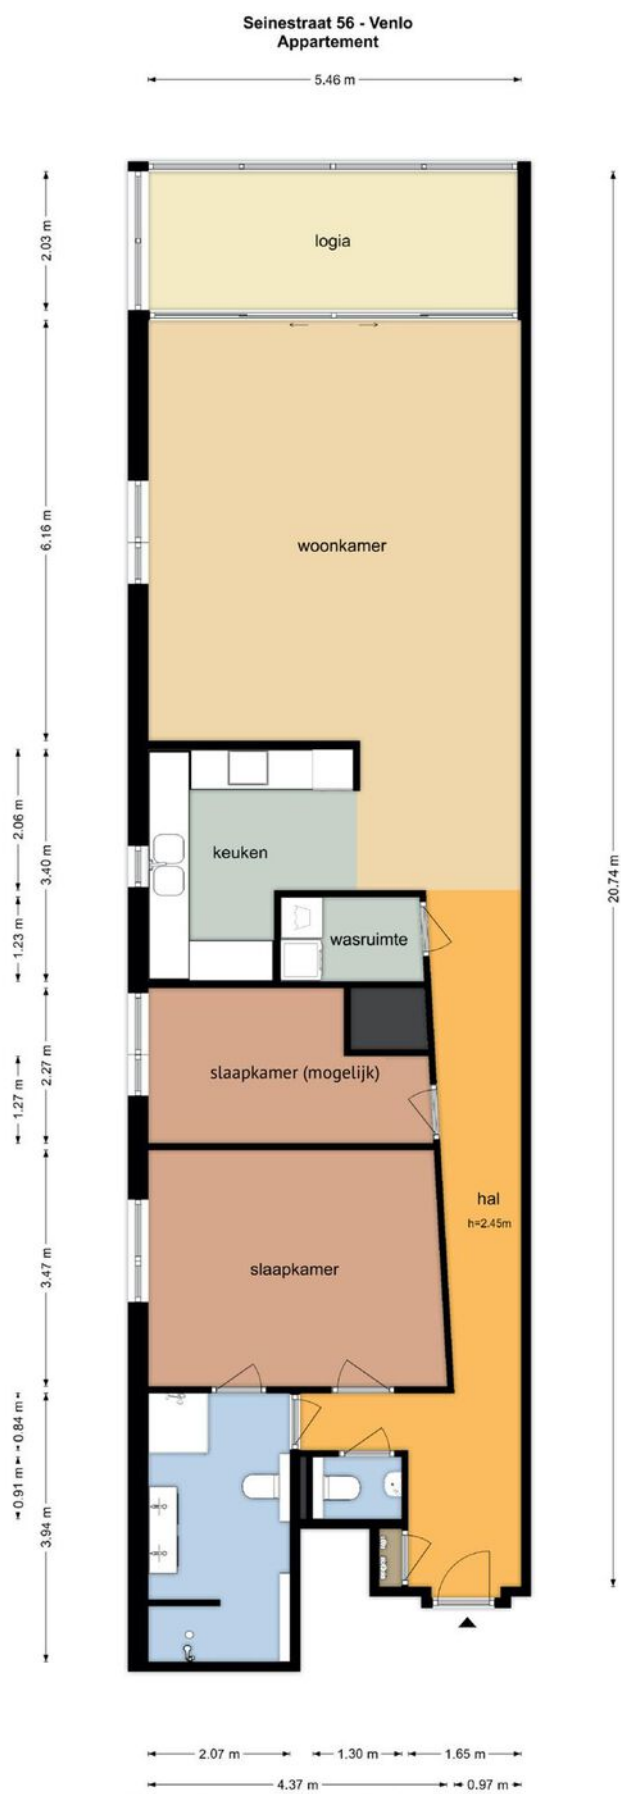 Seinestraat 56 - Venlo
Appartement
5.46 m
2.03 m
logia
6.16 m
woonkamer
2.06 m
3.40 m
keuken
20.74 m
1.23 m
wasruimte
2.27 m
1.27 m
slaapkamer (mogelijk)
hal
h=2.45m
3.47 m
slaapkamer
0.84 m
0.91 m
3.94 m
2.07 m
1.30 m
1.65 m
4.37 m
0.97 m